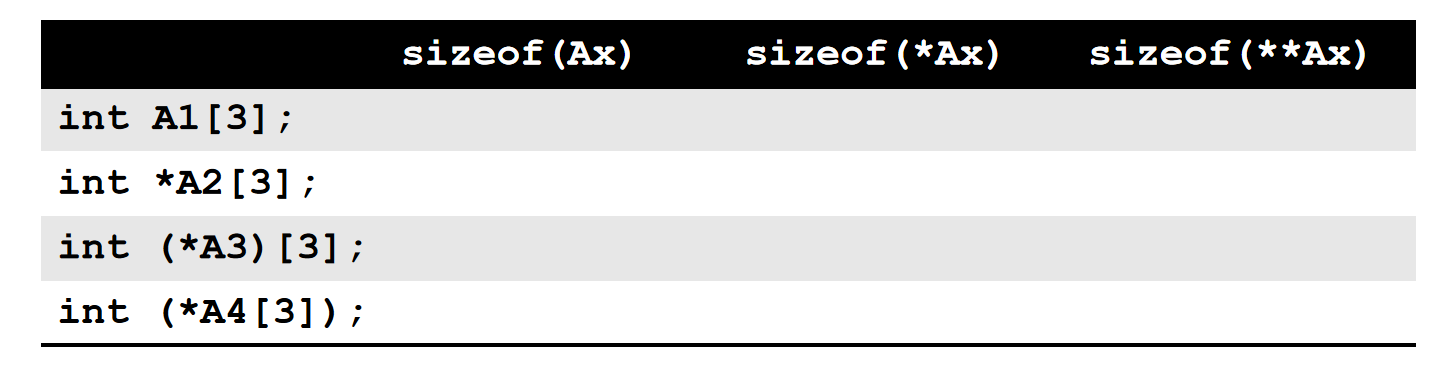 sizeof(Ax) sizeof(*Ax) sizeof(**Ax)
int A1[3];
int *A2[3];
int (*A3)[3];
int (*A4[3]);